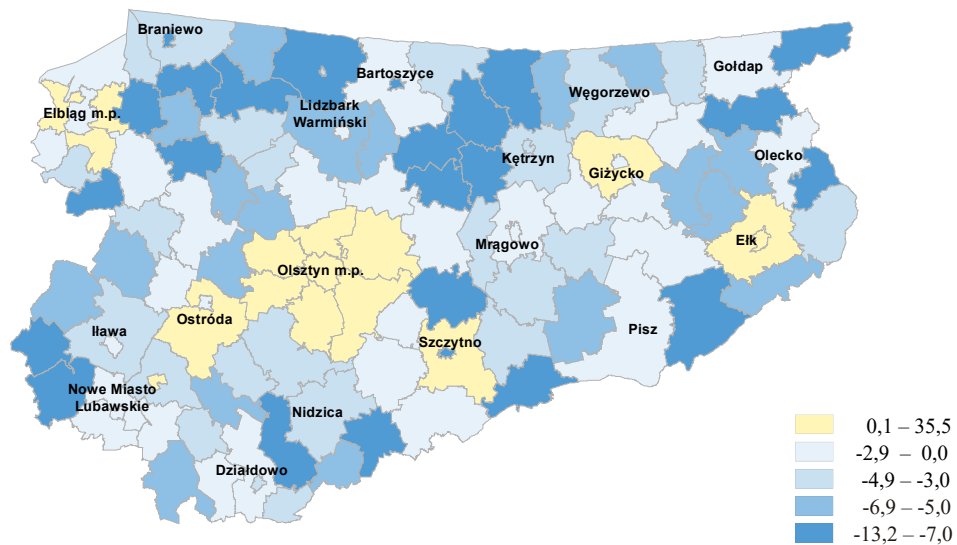 Braniewo
Gołdap
Bartoszyce
Węgorzewo
Elbląg m.p.
Lidzbark
Warmiński
Kętrzyn
Olecko
Giżycko
Mrągowo
Ełk
Olsztyn m.p.
Ostróda
Iława
Szczytno
Pisz
Nowe Miasto
Lubawskie
Nidzica
Działdowo
0,1 – 35,5
-2,9 – 0,0
-4,9 – -3,0
-6,9 – -5,0
-13,2 – -7,0